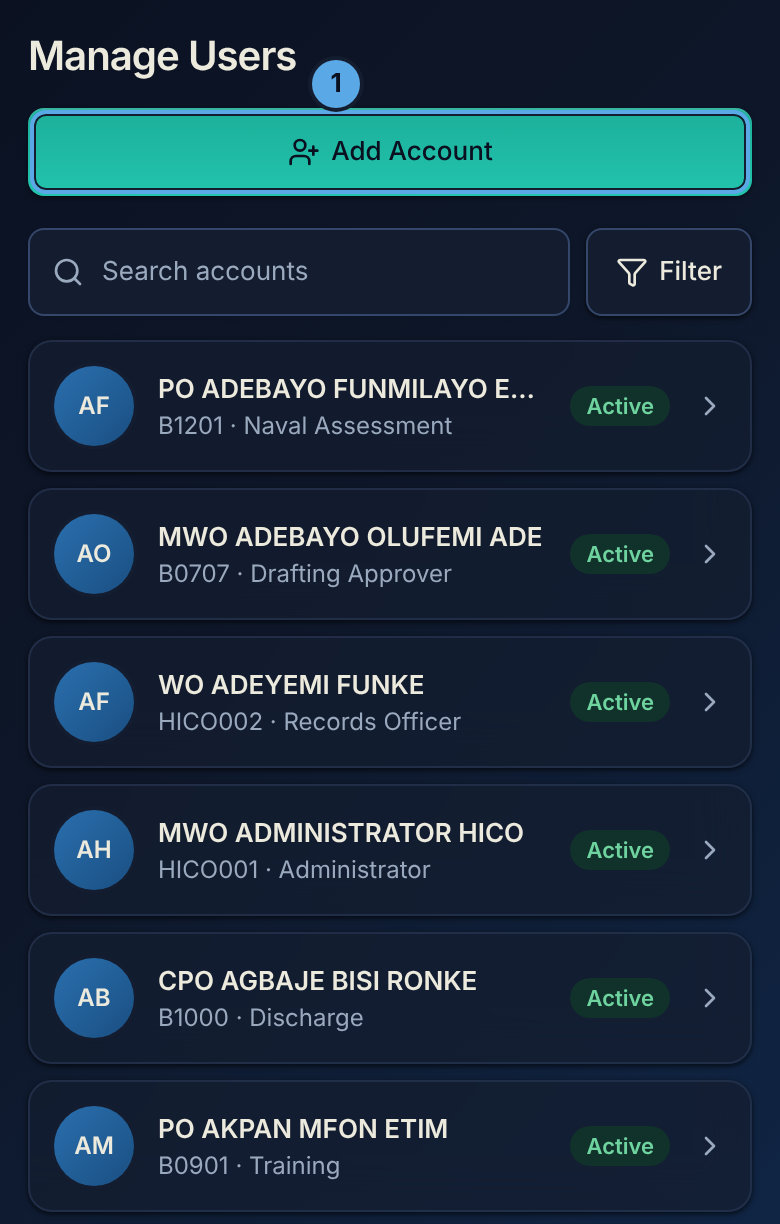 Manage Users
1
Add Account
Search accounts
Filter
AF
PO ADEBAYO FUNMILAYO E...
B1201 · Naval Assessment
Active
AO
MWO ADEBAYO OLUFEMI ADE
B0707 · Drafting Approver
Active
AF
WO ADEYEMI FUNKE
HICO002 · Records Officer
Active
AH
MWO ADMINISTRATOR HICO
HICO001 · Administrator
Active
AB
CPO AGBAJE BISI RONKE
B1000 · Discharge
Active
AM
PO AKPAN MFON ETIM
B0901 · Training
Active